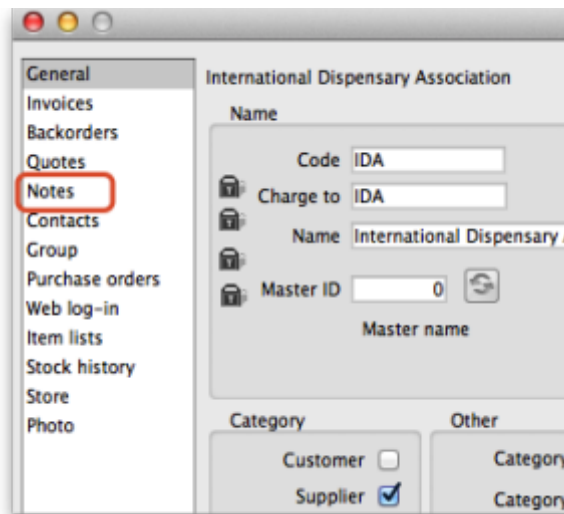 General
Invoices
Backorders
Quotes
Notes
Contacts
Group
Purchase orders
Web log-in
Item lists
Stock history
Store
Photo
International Dispensary Association
Name
Code IDA
Charge to IDA
Name International Dispensary
Master ID 0
Master name
Category
Customer
Supplier
Other
Category
Category